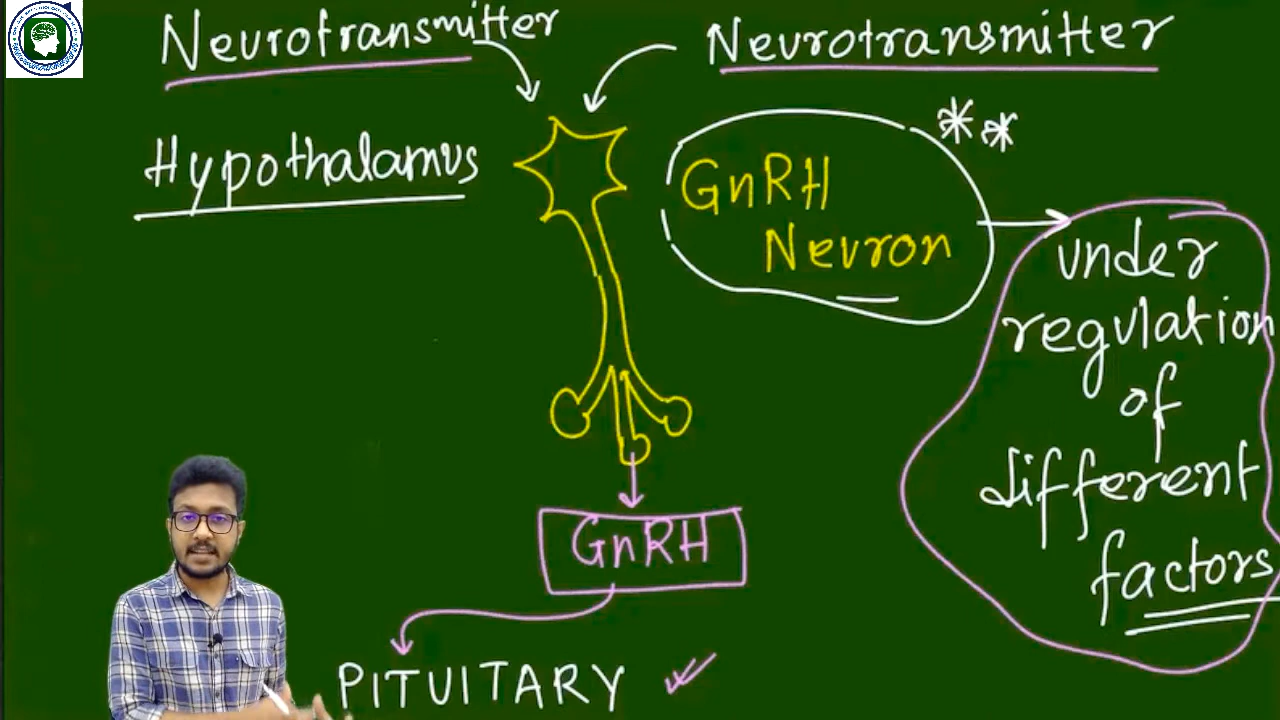 Neurotransmitter
Neurotransmitter
Hypothalamus
GnRH
Neuron
under
regulation
of
different
factors
GnRH
PITUITARY